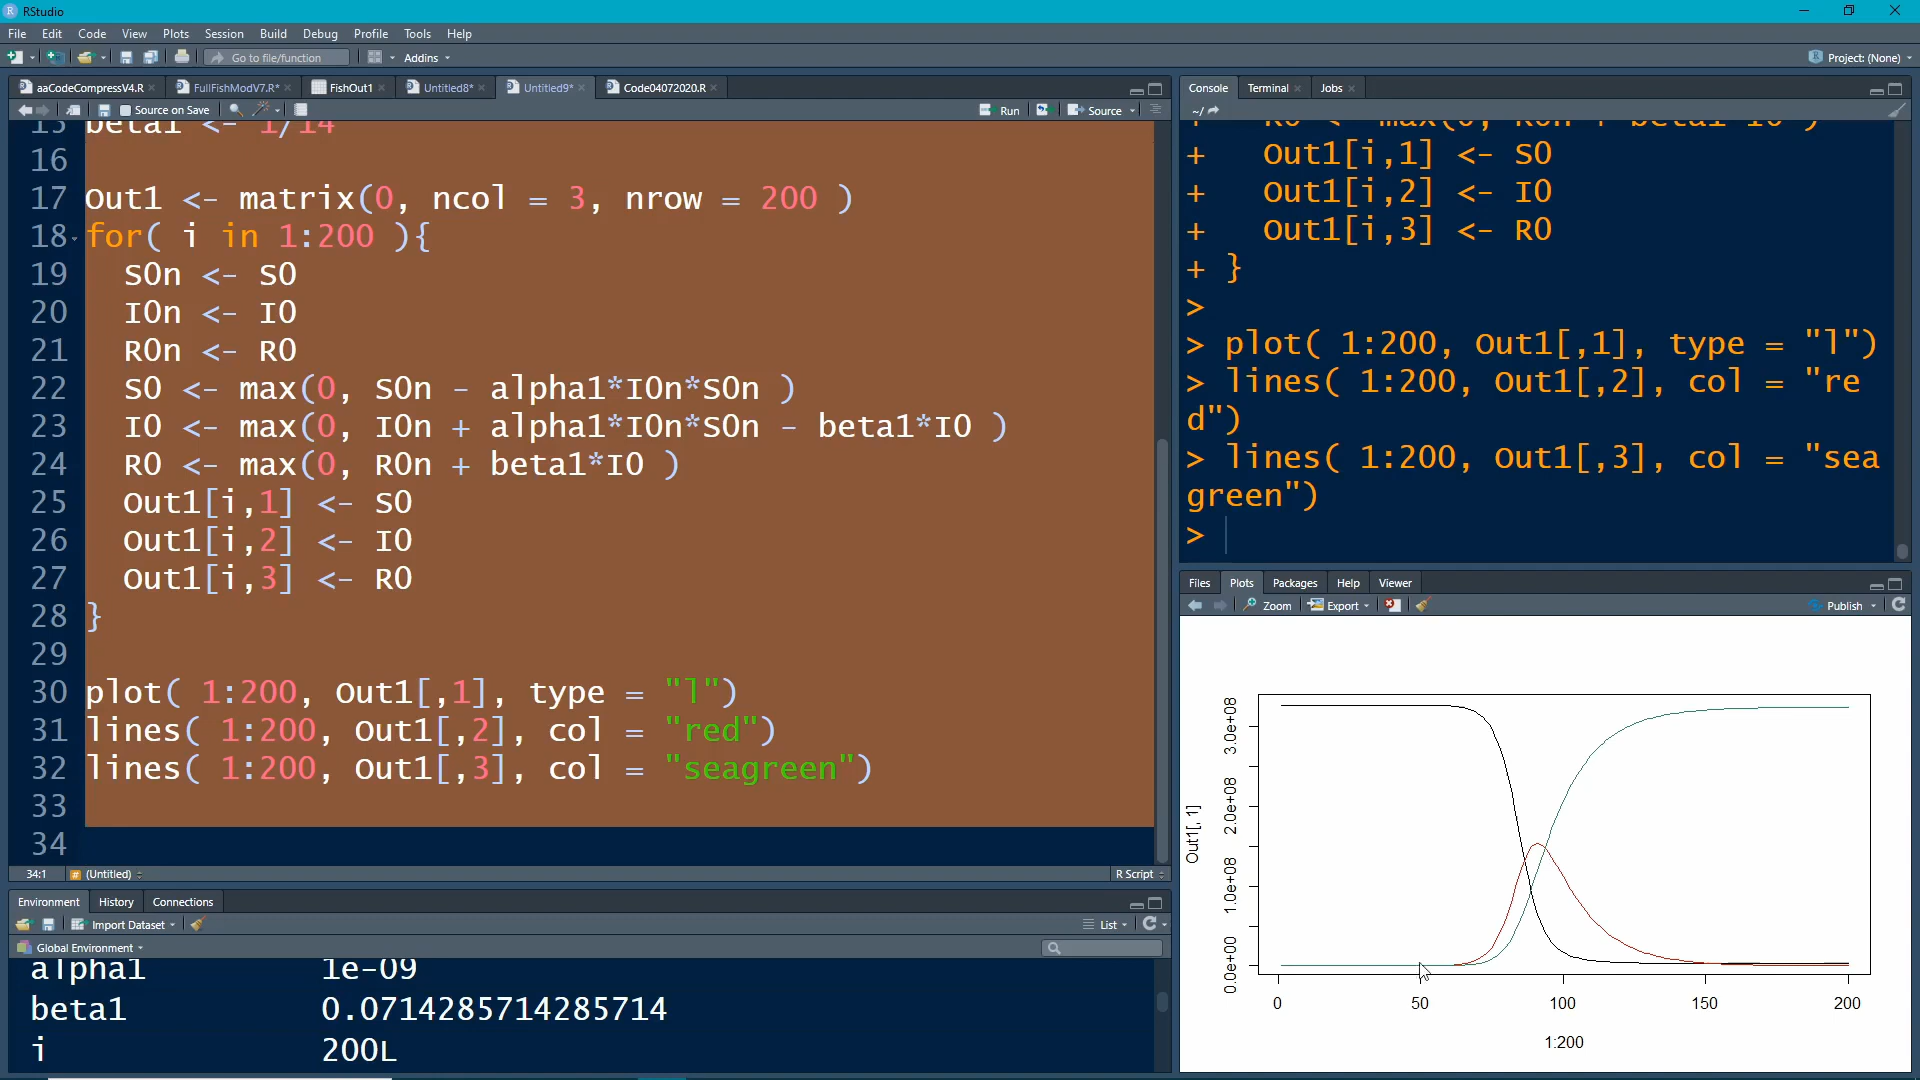 RStudio
File Edit Code View Plots Session Build Debug Profile Tools Help
Go to file/function Addins Project: (None)
aaCodeCompressV4.R FullFishModV7.R* FishOut1 Untitled8* Untitled9* Code04072020.R
Source on Save Run Source
15 beta1 <- 1/14
16
17 Out1 <- matrix(0, ncol = 3, nrow = 200 )
18 for( i in 1:200 ){
19 S0n <- S0
20 I0n <- I0
21 R0n <- R0
22 S0 <- max(0, S0n - alpha1*I0n*S0n )
23 I0 <- max(0, I0n + alpha1*I0n*S0n - beta1*I0 )
24 R0 <- max(0, R0n + beta1*I0 )
25 Out1[i,1] <- S0
26 Out1[i,2] <- I0
27 Out1[i,3] <- R0
28 }
29
30 plot( 1:200, Out1[,1], type = "l")
31 lines( 1:200, Out1[,2], col = "red")
32 lines( 1:200, Out1[,3], col = "seagreen")
33
34
34:1 # (Untitled) R Script
Environment History Connections
Import Dataset List
Global Environment
alpha1 1e-09
beta1 0.0714285714285714
i 200L
Console Terminal Jobs
~/
+ R0 <- max(0, R0n + beta1*I0 )
+ Out1[i,1] <- S0
+ Out1[i,2] <- I0
+ Out1[i,3] <- R0
+ }
>
> plot( 1:200, Out1[,1], type = "l")
> lines( 1:200, Out1[,2], col = "re
d")
> lines( 1:200, Out1[,3], col = "sea
green")
>
Files Plots Packages Help Viewer
Zoom Export Publish
Out1[, 1]
3.0e+08
2.0e+08
1.0e+08
0.0e+00
0 50 100 150 200
1:200